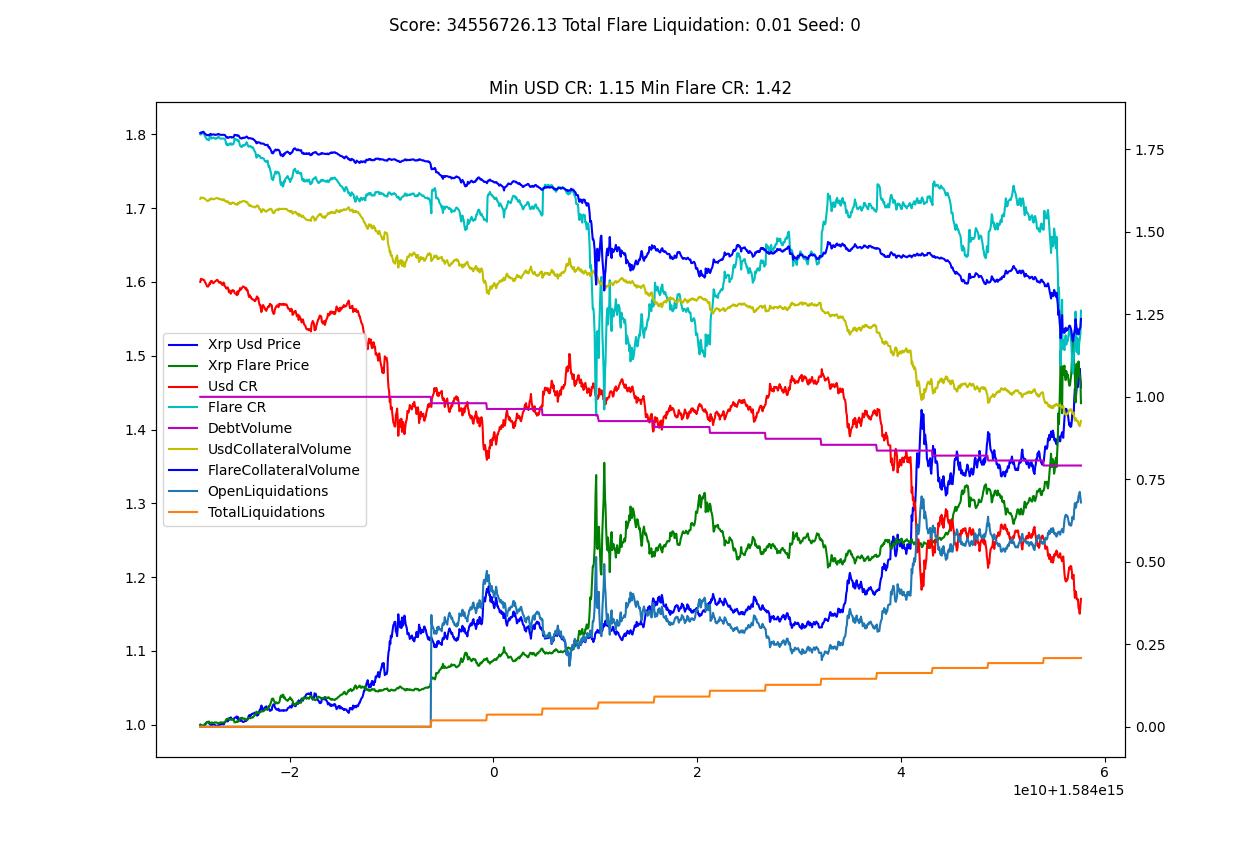 Score: 34556726.13 Total Flare Liquidation: 0.01 Seed: 0
Min USD CR: 1.15 Min Flare CR: 1.42
1.8
1.7
1.6
1.5
1.4
1.3
1.2
1.1
1.0
Xrp Usd Price
Xrp Flare Price
Usd CR
Flare CR
DebtVolume
UsdCollateralVolume
FlareCollateralVolume
OpenLiquidations
TotalLiquidations
1.75
1.50
1.25
1.00
0.75
0.50
0.25
0.00
−2 0 2 4 6
1e10+1.584e15